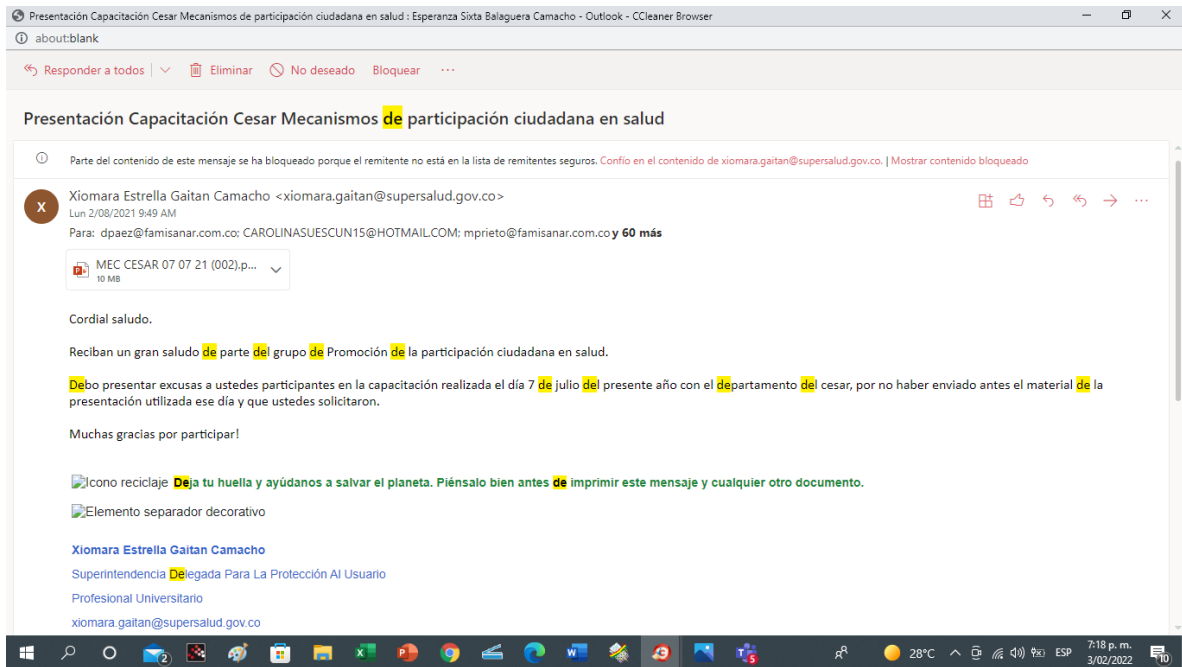 Presentación Capacitación Cesar Mecanismos de participación ciudadana en salud : Esperanza Sixta Balaguera Camacho - Outlook - CCleaner Browser
about:blank
Responder a todos
Eliminar
No deseado
Bloquear
Presentación Capacitación Cesar Mecanismos de participación ciudadana en salud
Parte del contenido de este mensaje se ha bloqueado porque el remitente no está en la lista de remitentes seguros. Confío en el contenido de xiomara.gaitan@supersalud.gov.co. | Mostrar contenido bloqueado
X
Xiomara Estrella Gaitan Camacho <xiomara.gaitan@supersalud.gov.co>
Lun 2/08/2021 9:49 AM
Para: dpaez@famisanar.com.co; CAROLINASUESCUN15@HOTMAIL.COM; mprieto@famisanar.com.co y 60 más
MEC CESAR 07 07 21 (002).p...
10 MB
Cordial saludo.
Reciban un gran saludo de parte del grupo de Promoción de la participación ciudadana en salud.
Debo presentar excusas a ustedes participantes en la capacitación realizada el día 7 de julio del presente año con el departamento del cesar, por no haber enviado antes el material de la
presentación utilizada ese día y que ustedes solicitaron.
Muchas gracias por participar!
Icono reciclaje Deja tu huella y ayúdanos a salvar el planeta. Piénsalo bien antes de imprimir este mensaje y cualquier otro documento.
Elemento separador decorativo
Xiomara Estrella Gaitan Camacho
Superintendencia Delegada Para La Protección Al Usuario
Profesional Universitario
xiomara.gaitan@supersalud.gov.co
28°C
ESP
7:18 p. m.
3/02/2022